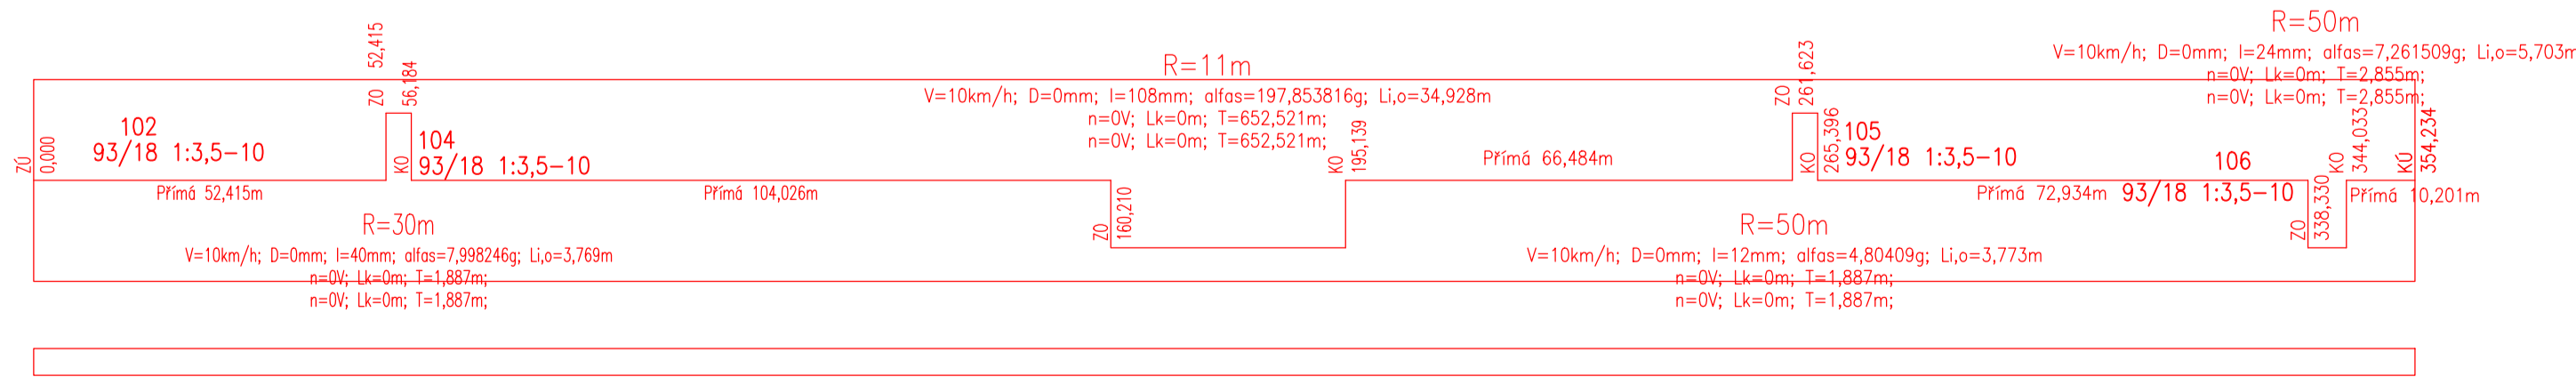 R=50m
V=10km/h; D=0mm; I=24mm; alfas=7,261509g; Li,o=5,703m
n=0V; Lk=0m; T=2,855m;
n=0V; Lk=0m; T=2,855m;
R=11m
V=10km/h; D=0mm; I=108mm; alfas=197,853816g; Li,o=34,928m
n=0V; Lk=0m; T=652,521m;
n=0V; Lk=0m; T=652,521m;
ZÚ
0,000
102
93/18 1:3,5-10
ZO 52,415
56,184
KO
104
93/18 1:3,5-10
KO
195,139
Přímá 66,484m
ZO
261,623
KO
265,396
105
93/18 1:3,5-10
106
93/18 1:3,5-10
KO
344,033
KÚ
354,234
Přímá 52,415m
Přímá 104,026m
ZO
160,210
Přímá 72,934m
ZO
338,330
Přímá 10,201m
R=30m
V=10km/h; D=0mm; I=40mm; alfas=7,998246g; Li,o=3,769m
n=0V; Lk=0m; T=1,887m;
n=0V; Lk=0m; T=1,887m;
R=50m
V=10km/h; D=0mm; I=12mm; alfas=4,80409g; Li,o=3,773m
n=0V; Lk=0m; T=1,887m;
n=0V; Lk=0m; T=1,887m;